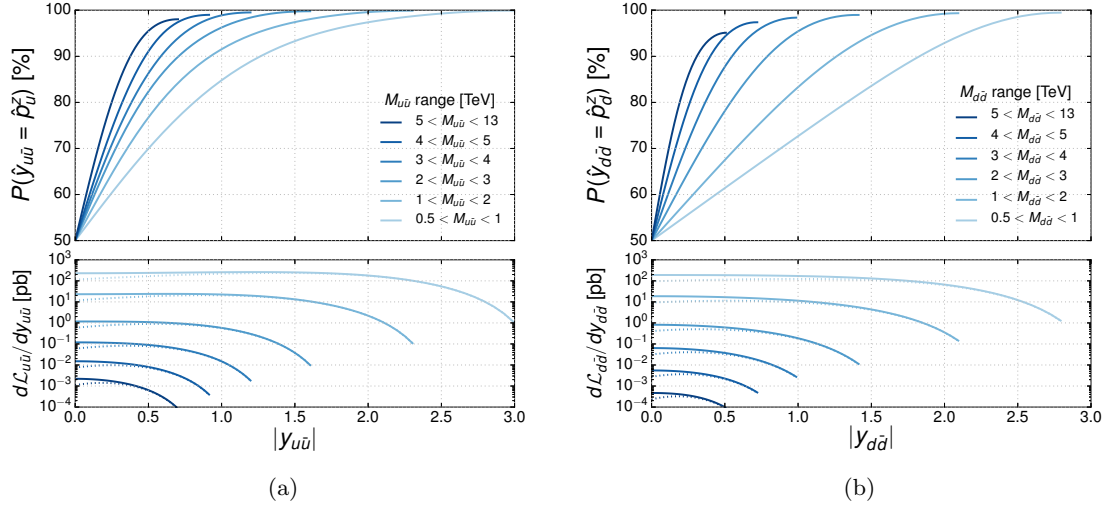 P(ŷ_{uū} = p̂^z_u) [%]
100
90
80
70
60
50
M_{uū} range [TeV]
5 < M_{uū} < 13
4 < M_{uū} < 5
3 < M_{uū} < 4
2 < M_{uū} < 3
1 < M_{uū} < 2
0.5 < M_{uū} < 1
dℒ_{uū}/dy_{uū} [pb]
10^3
10^2
10^1
10^0
10^{−1}
10^{−2}
10^{−3}
10^{−4}
0.0 0.5 1.0 1.5 2.0 2.5 3.0
|y_{uū}|
(a)
P(ŷ_{dd̄} = p̂^z_d) [%]
100
90
80
70
60
50
M_{dd̄} range [TeV]
5 < M_{dd̄} < 13
4 < M_{dd̄} < 5
3 < M_{dd̄} < 4
2 < M_{dd̄} < 3
1 < M_{dd̄} < 2
0.5 < M_{dd̄} < 1
dℒ_{dd̄}/dy_{dd̄} [pb]
10^3
10^2
10^1
10^0
10^{−1}
10^{−2}
10^{−3}
10^{−4}
0.0 0.5 1.0 1.5 2.0 2.5 3.0
|y_{dd̄}|
(b)